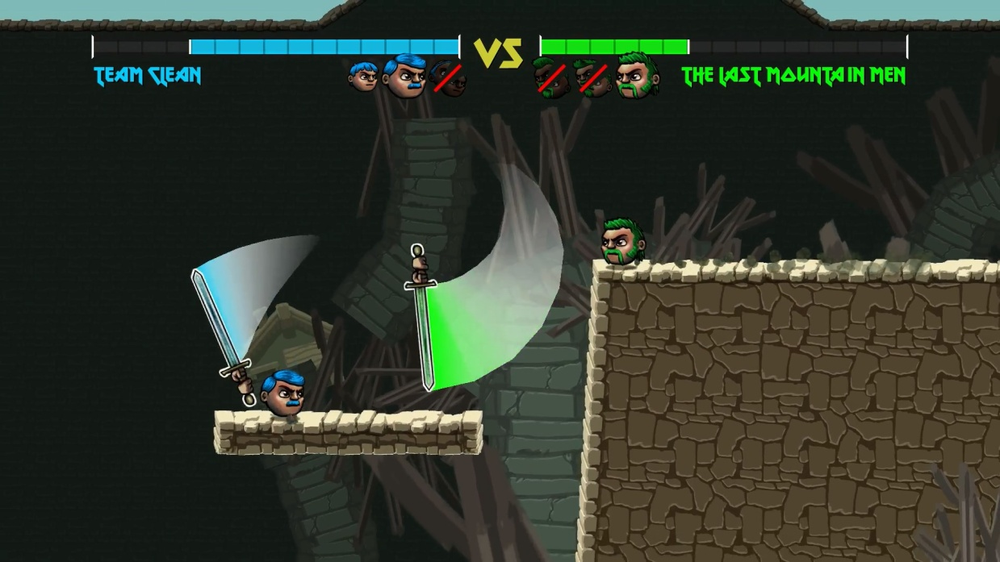 VS
TEAM CLEAN
THE LAST MOUNTAIN MEN